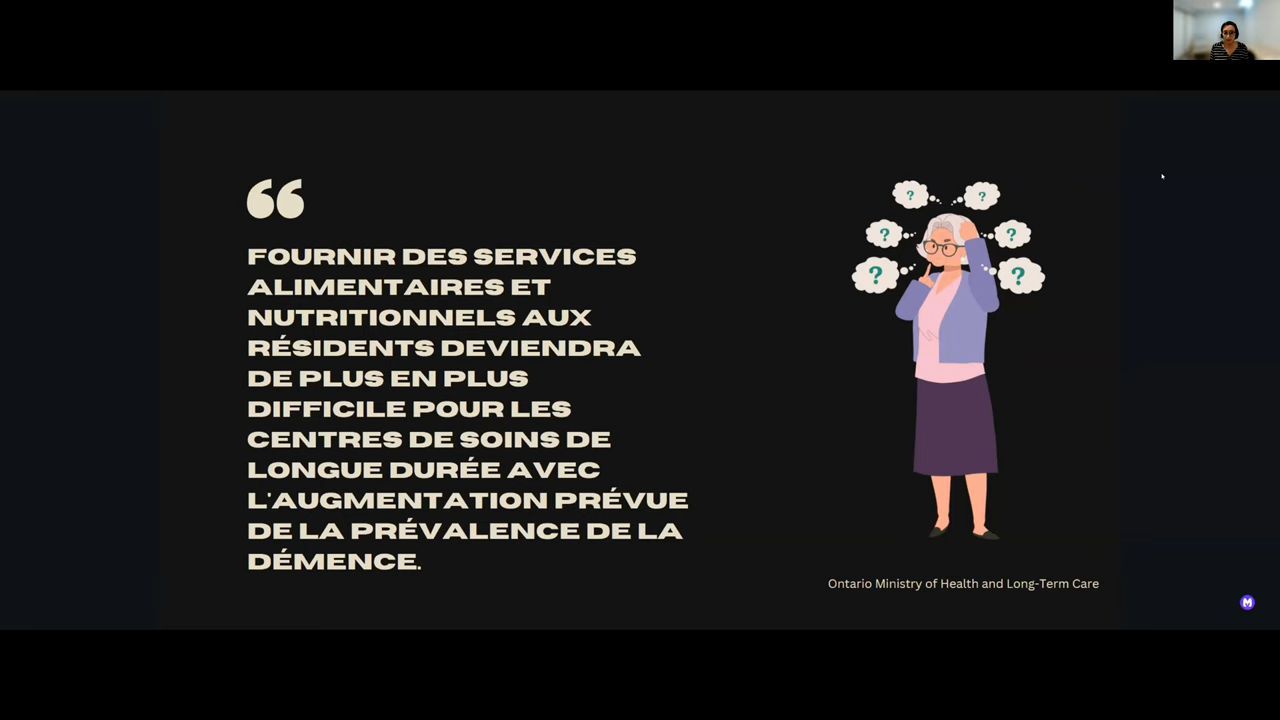 “
FOURNIR DES SERVICES
ALIMENTAIRES ET
NUTRITIONNELS AUX
RÉSIDENTS DEVIENDRA
DE PLUS EN PLUS
DIFFICILE POUR LES
CENTRES DE SOINS DE
LONGUE DURÉE AVEC
L'AUGMENTATION PRÉVUE
DE LA PRÉVALENCE DE LA
DÉMENCE.
? ?
? ?
? ?
Ontario Ministry of Health and Long-Term Care
M